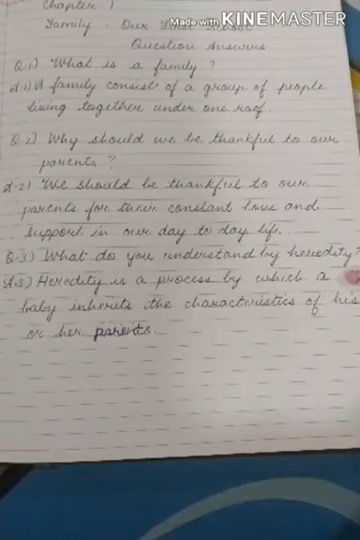 Chapter 1
Made with KINEMASTER
Family - Our First School
Question Answers
Q.1) What is a family ?
A.1) A family consist of a group of people
living together under one roof.
Q.2) Why should we be thankful to our
parents ?
A.2) We should be thankful to our
parents for their constant love and
support in our day to day life.
Q.3) What do you understand by heredity?
A.3) Heredity is a process by which a
baby inherits the characteristics of his
or her parents.